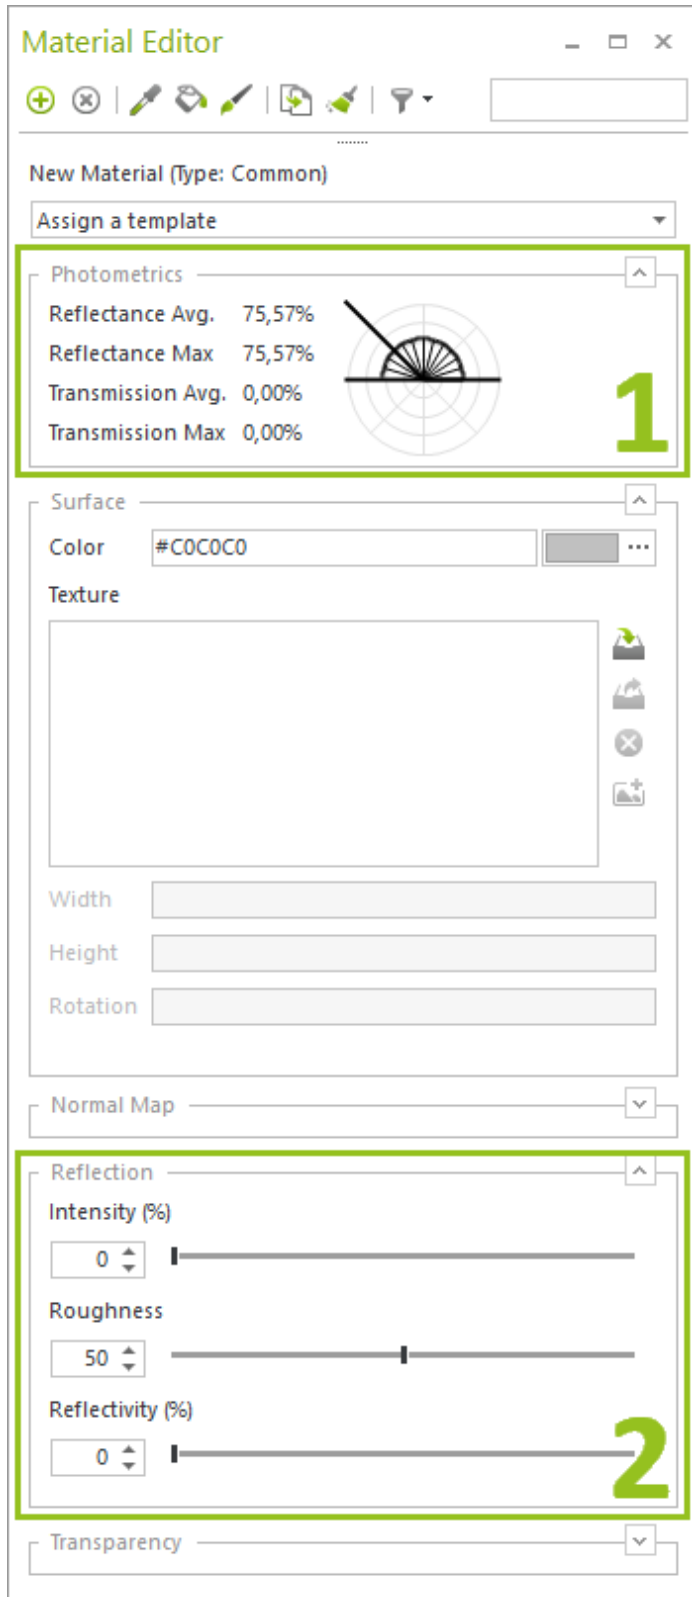 Material Editor
New Material (Type: Common)
Assign a template
Photometrics
Reflectance Avg. 75,57%
Reflectance Max 75,57%
Transmission Avg. 0,00%
Transmission Max 0,00%
1
Surface
Color #C0C0C0
Texture
Width
Height
Rotation
Normal Map
Reflection
Intensity (%)
0
Roughness
50
Reflectivity (%)
0
2
Transparency